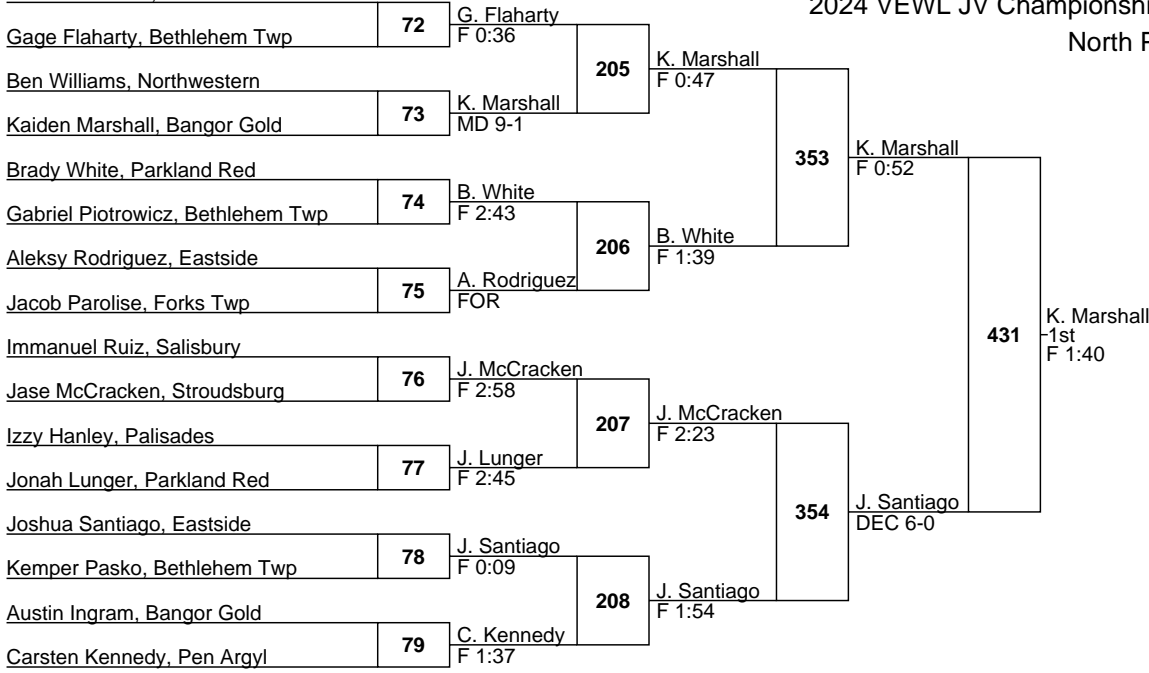 2024 VEWL JV Championshi
North P
72
G. Flaharty
F 0:36
Gage Flaharty, Bethlehem Twp
205
K. Marshall
F 0:47
Ben Williams, Northwestern
73
K. Marshall
MD 9-1
Kaiden Marshall, Bangor Gold
353
K. Marshall
F 0:52
Brady White, Parkland Red
74
B. White
F 2:43
Gabriel Piotrowicz, Bethlehem Twp
206
B. White
F 1:39
Aleksy Rodriguez, Eastside
75
A. Rodriguez
FOR
Jacob Parolise, Forks Twp
431
K. Marshall
1st
F 1:40
Immanuel Ruiz, Salisbury
76
J. McCracken
F 2:58
Jase McCracken, Stroudsburg
207
J. McCracken
F 2:23
Izzy Hanley, Palisades
77
J. Lunger
F 2:45
Jonah Lunger, Parkland Red
354
J. Santiago
DEC 6-0
Joshua Santiago, Eastside
78
J. Santiago
F 0:09
Kemper Pasko, Bethlehem Twp
208
J. Santiago
F 1:54
Austin Ingram, Bangor Gold
79
C. Kennedy
F 1:37
Carsten Kennedy, Pen Argyl